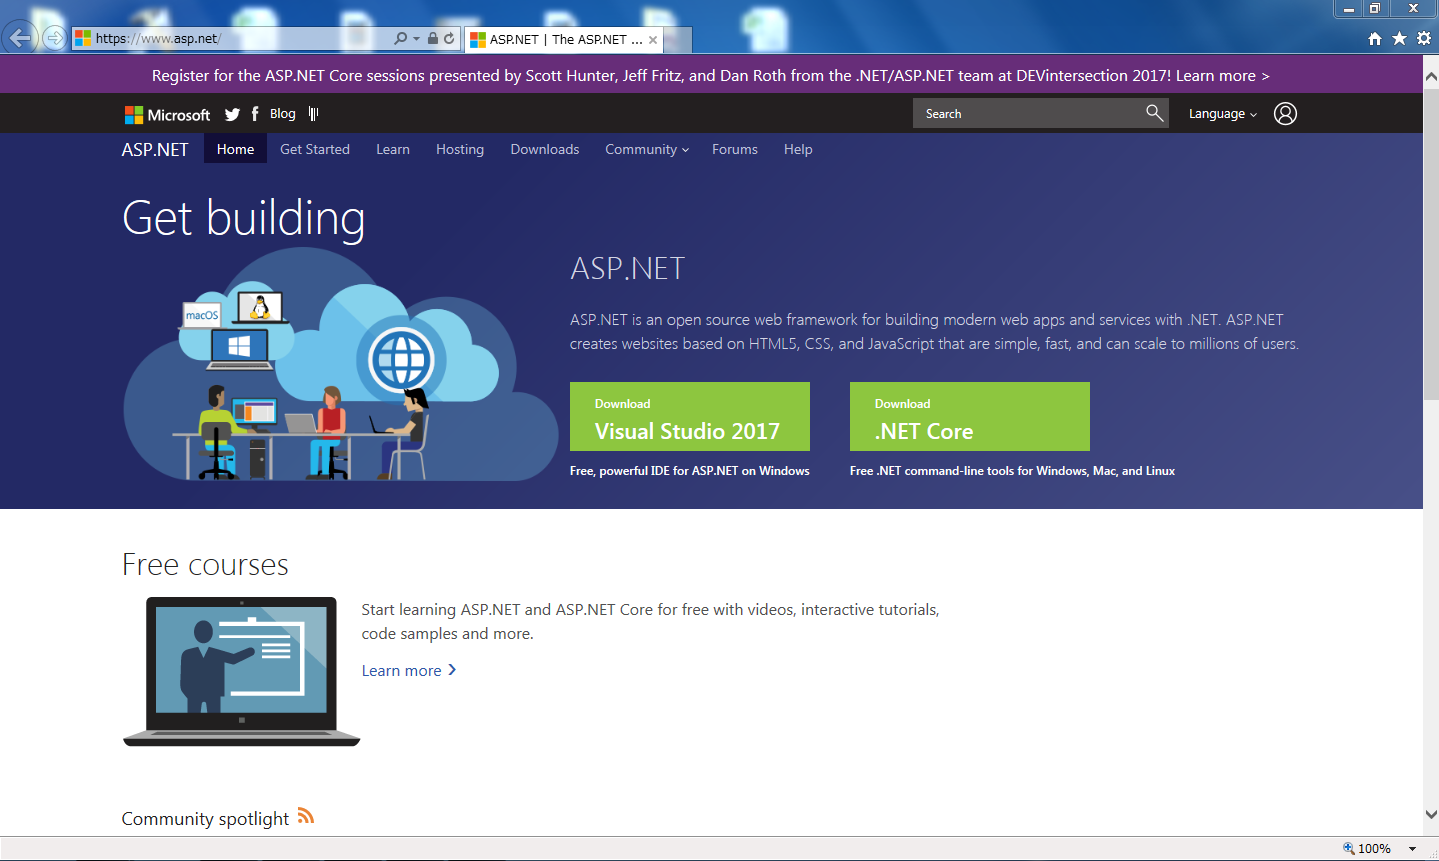 https://www.asp.net/
ASP.NET | The ASP.NET ...
Register for the ASP.NET Core sessions presented by Scott Hunter, Jeff Fritz, and Dan Roth from the .NET/ASP.NET team at DEVintersection 2017! Learn more >
Microsoft Blog Search Language
ASP.NET Home Get Started Learn Hosting Downloads Community Forums Help
Get building
macOS
ASP.NET
ASP.NET is an open source web framework for building modern web apps and services with .NET. ASP.NET
creates websites based on HTML5, CSS, and JavaScript that are simple, fast, and can scale to millions of users.
Download
Visual Studio 2017
Free, powerful IDE for ASP.NET on Windows
Download
.NET Core
Free .NET command-line tools for Windows, Mac, and Linux
Free courses
Start learning ASP.NET and ASP.NET Core for free with videos, interactive tutorials,
code samples and more.
Learn more
Community spotlight
100%